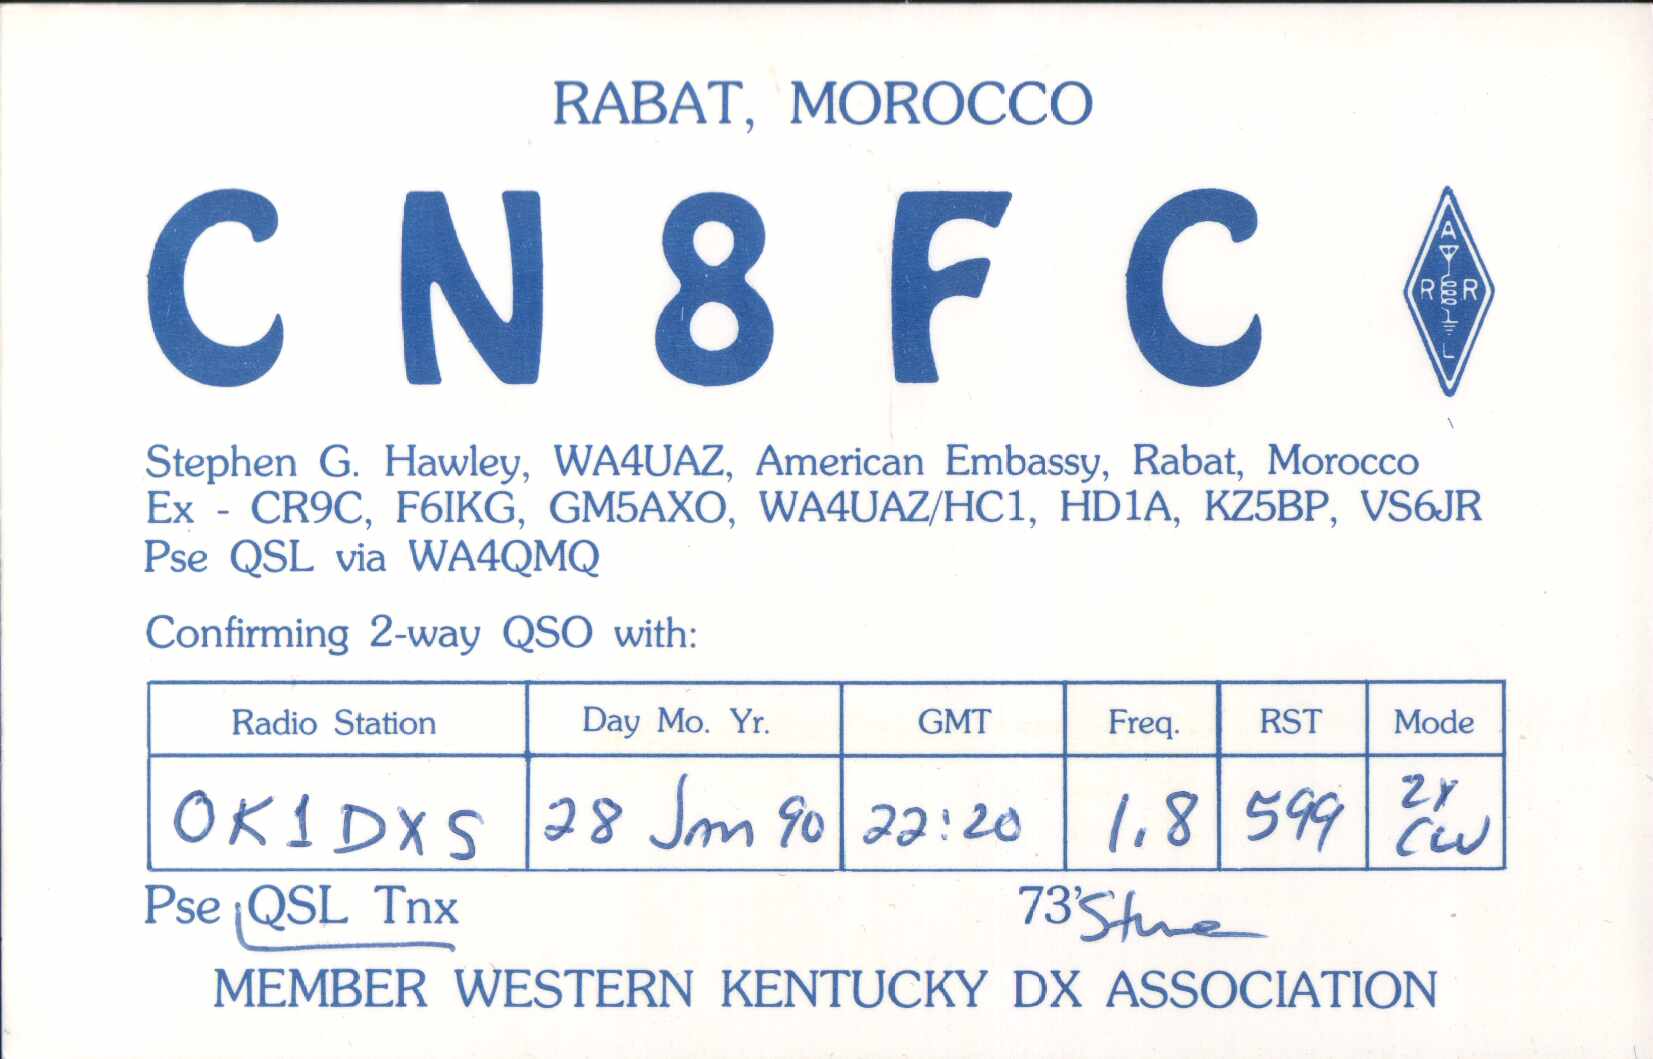 RABAT, MOROCCO
CN8FC
A
R R
L
Stephen G. Hawley, WA4UAZ, American Embassy, Rabat, Morocco
Ex - CR9C, F6IKG, GM5AXO, WA4UAZ/HC1, HD1A, KZ5BP, VS6JR
Pse QSL via WA4QMQ
Confirming 2-way QSO with:
Radio Station Day Mo. Yr. GMT Freq. RST Mode
OK1DXS 28 Jan 90 22:20 1.8 599 2x CW
Pse QSL Tnx 73' Steve
MEMBER WESTERN KENTUCKY DX ASSOCIATION